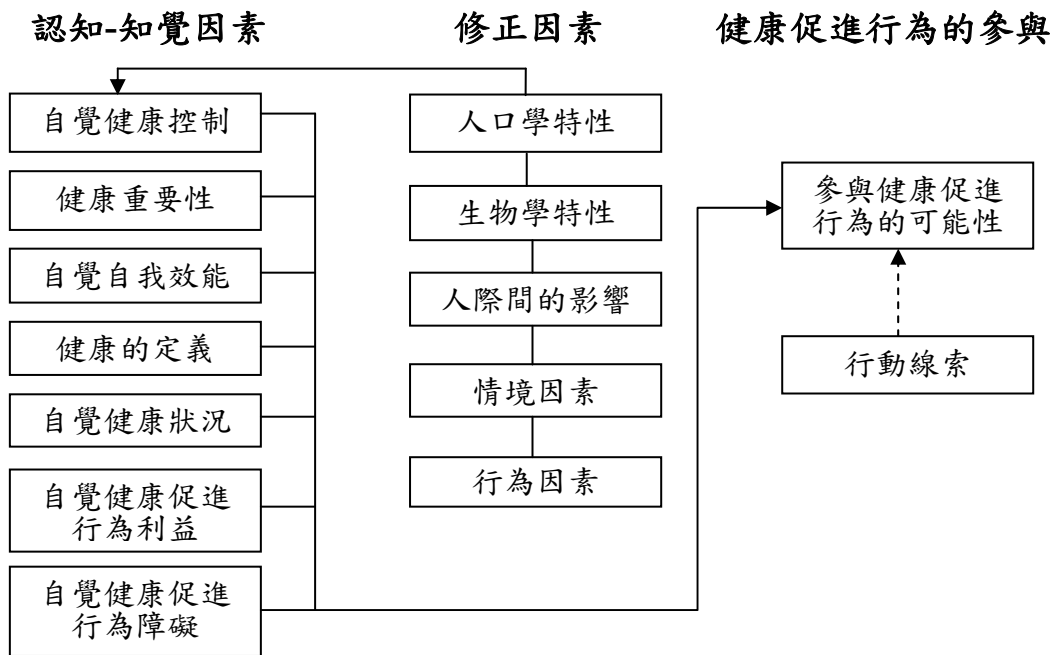 認知-知覺因素
修正因素
健康促進行為的參與
自覺健康控制
健康重要性
自覺自我效能
健康的定義
自覺健康狀況
自覺健康促進
行為利益
自覺健康促進
行為障礙
人口學特性
生物學特性
人際間的影響
情境因素
行為因素
參與健康促進
行為的可能性
行動線索